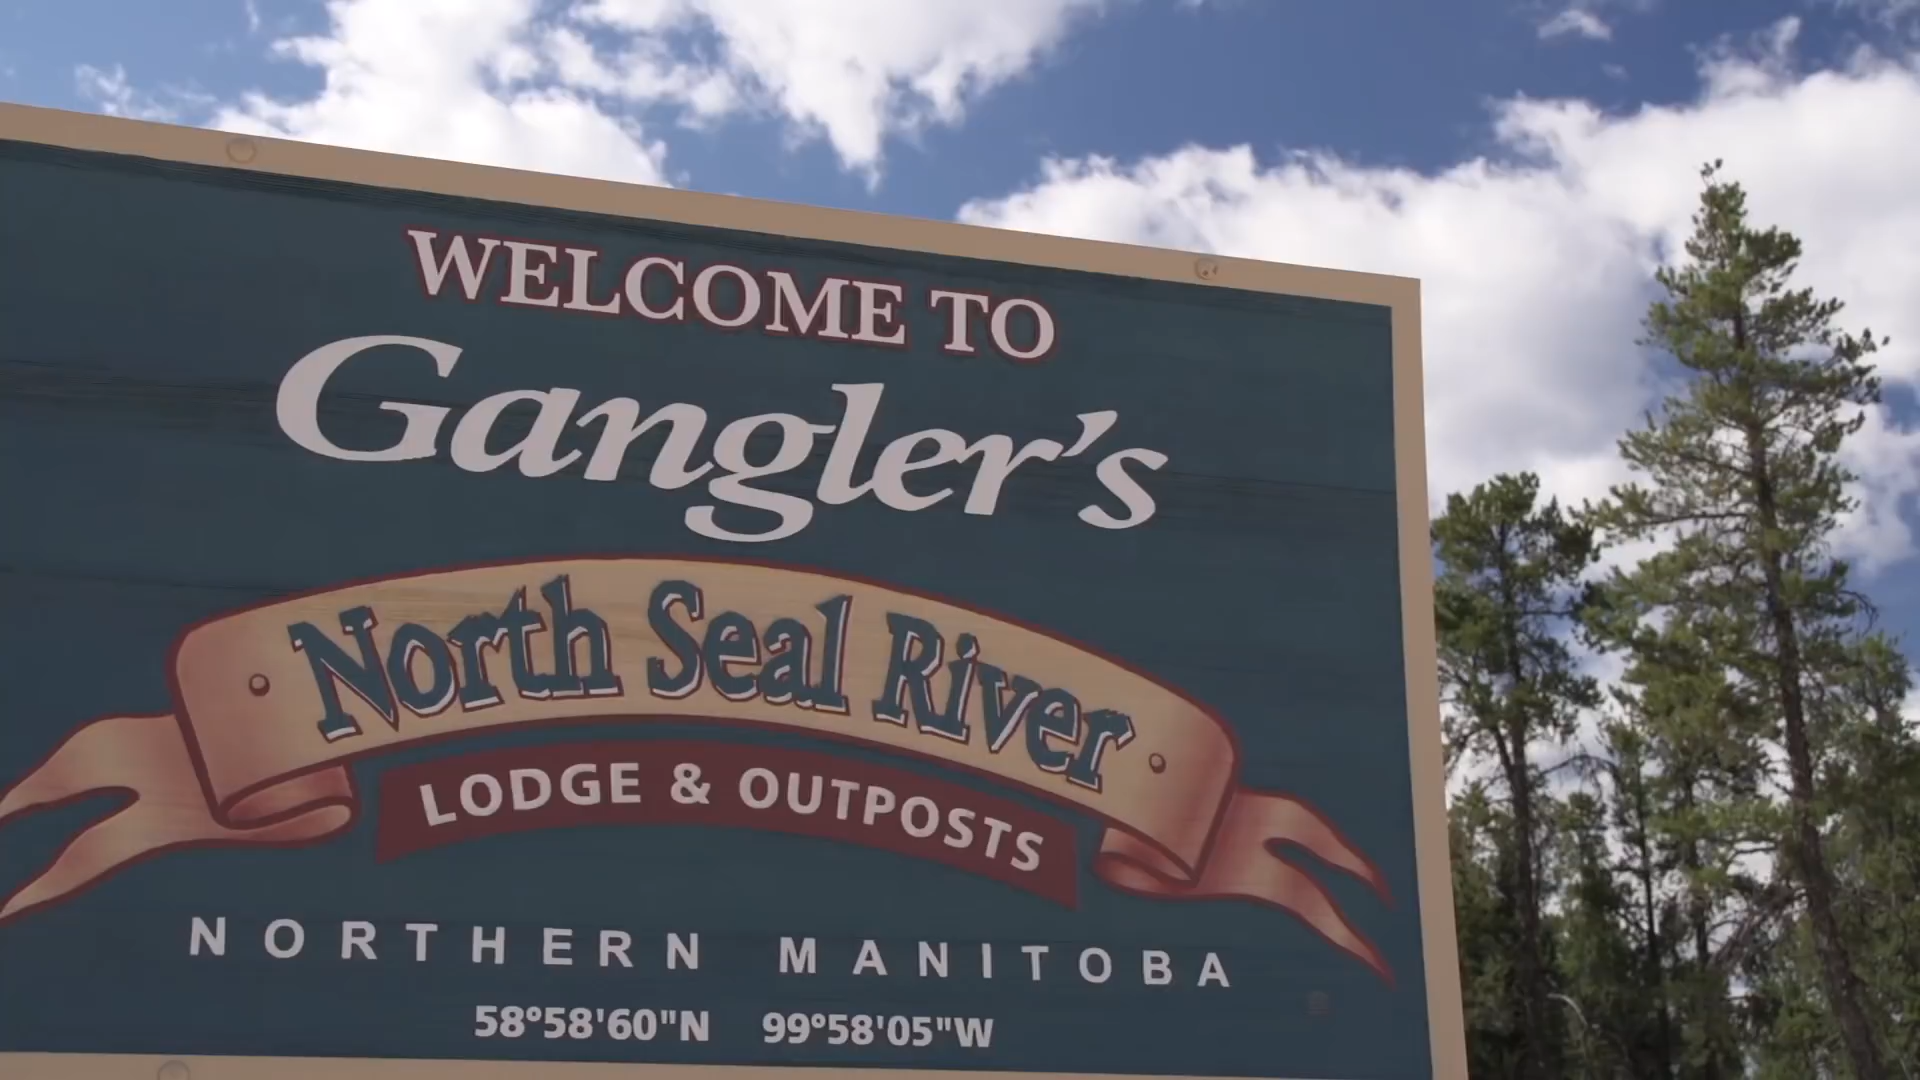 WELCOME TO
Gangler's
North Seal River
LODGE & OUTPOSTS
NORTHERN MANITOBA
58°58'60"N 99°58'05"W